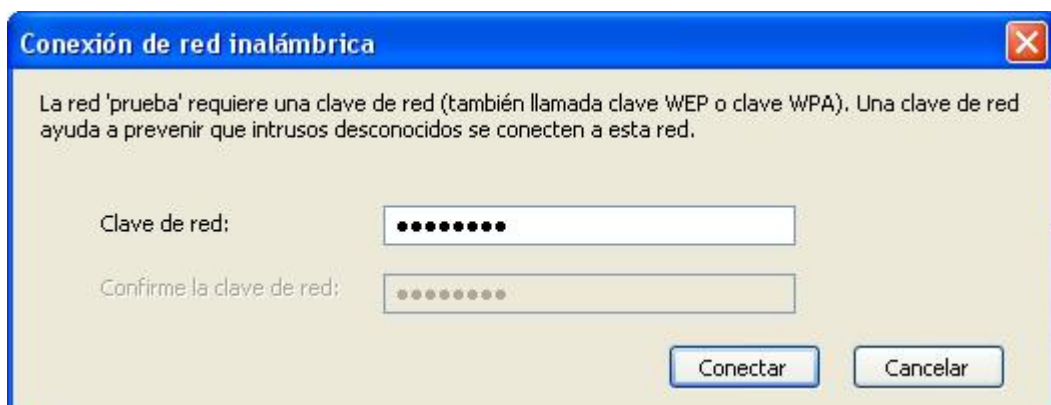 Conexión de red inalámbrica
La red 'prueba' requiere una clave de red (también llamada clave WEP o clave WPA). Una clave de red
ayuda a prevenir que intrusos desconocidos se conecten a esta red.
Clave de red: ••••••••
Confirme la clave de red: ••••••••
Conectar Cancelar